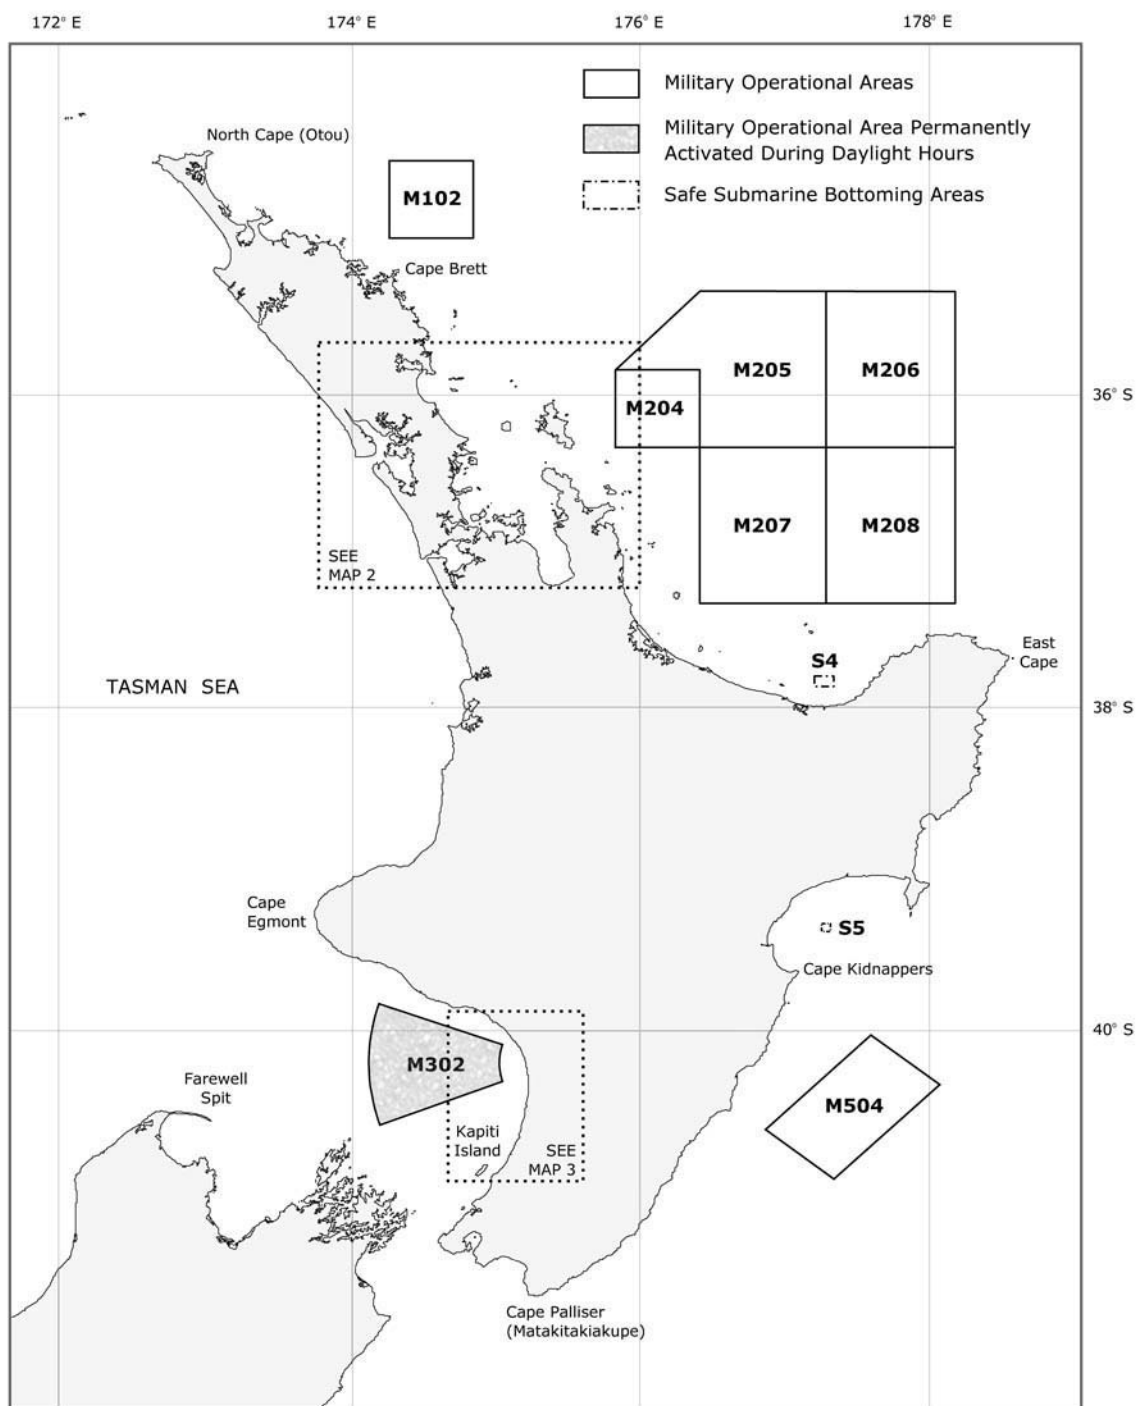 172° E
174° E
176° E
178° E
Military Operational Areas
Military Operational Area Permanently
Activated During Daylight Hours
Safe Submarine Bottoming Areas
North Cape (Otou)
M102
Cape Brett
M205
M206
36° S
M204
M207
M208
SEE
MAP 2
East
Cape
S4
TASMAN SEA
38° S
Cape
Egmont
S5
Cape Kidnappers
40° S
M302
Farewell
Spit
M504
Kapiti
Island
SEE
MAP 3
Cape Palliser
(Matakitakiakupe)